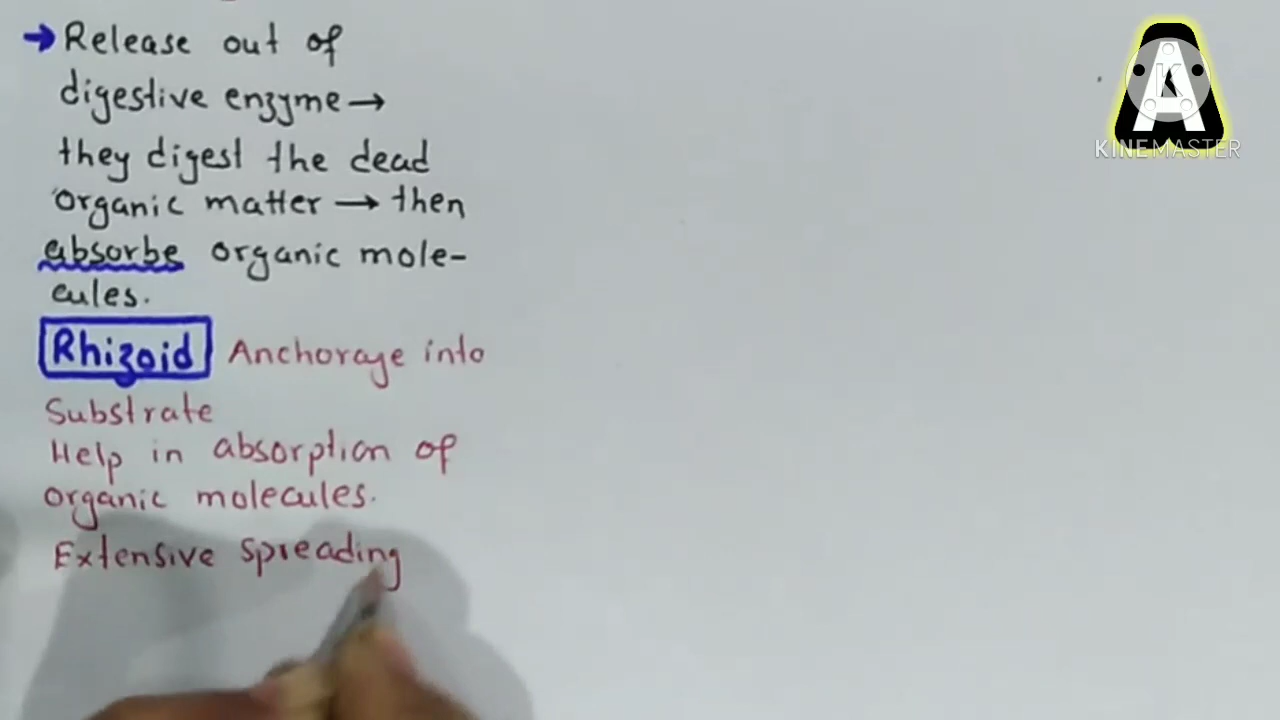 → Release out of
digestive enzyme →
they digest the dead
organic matter → then
absorbe organic mole-
cules.
Rhizoid Anchorage into
Substrate
Help in absorption of
organic molecules.
Extensive spreading
A
K
KINEMASTER